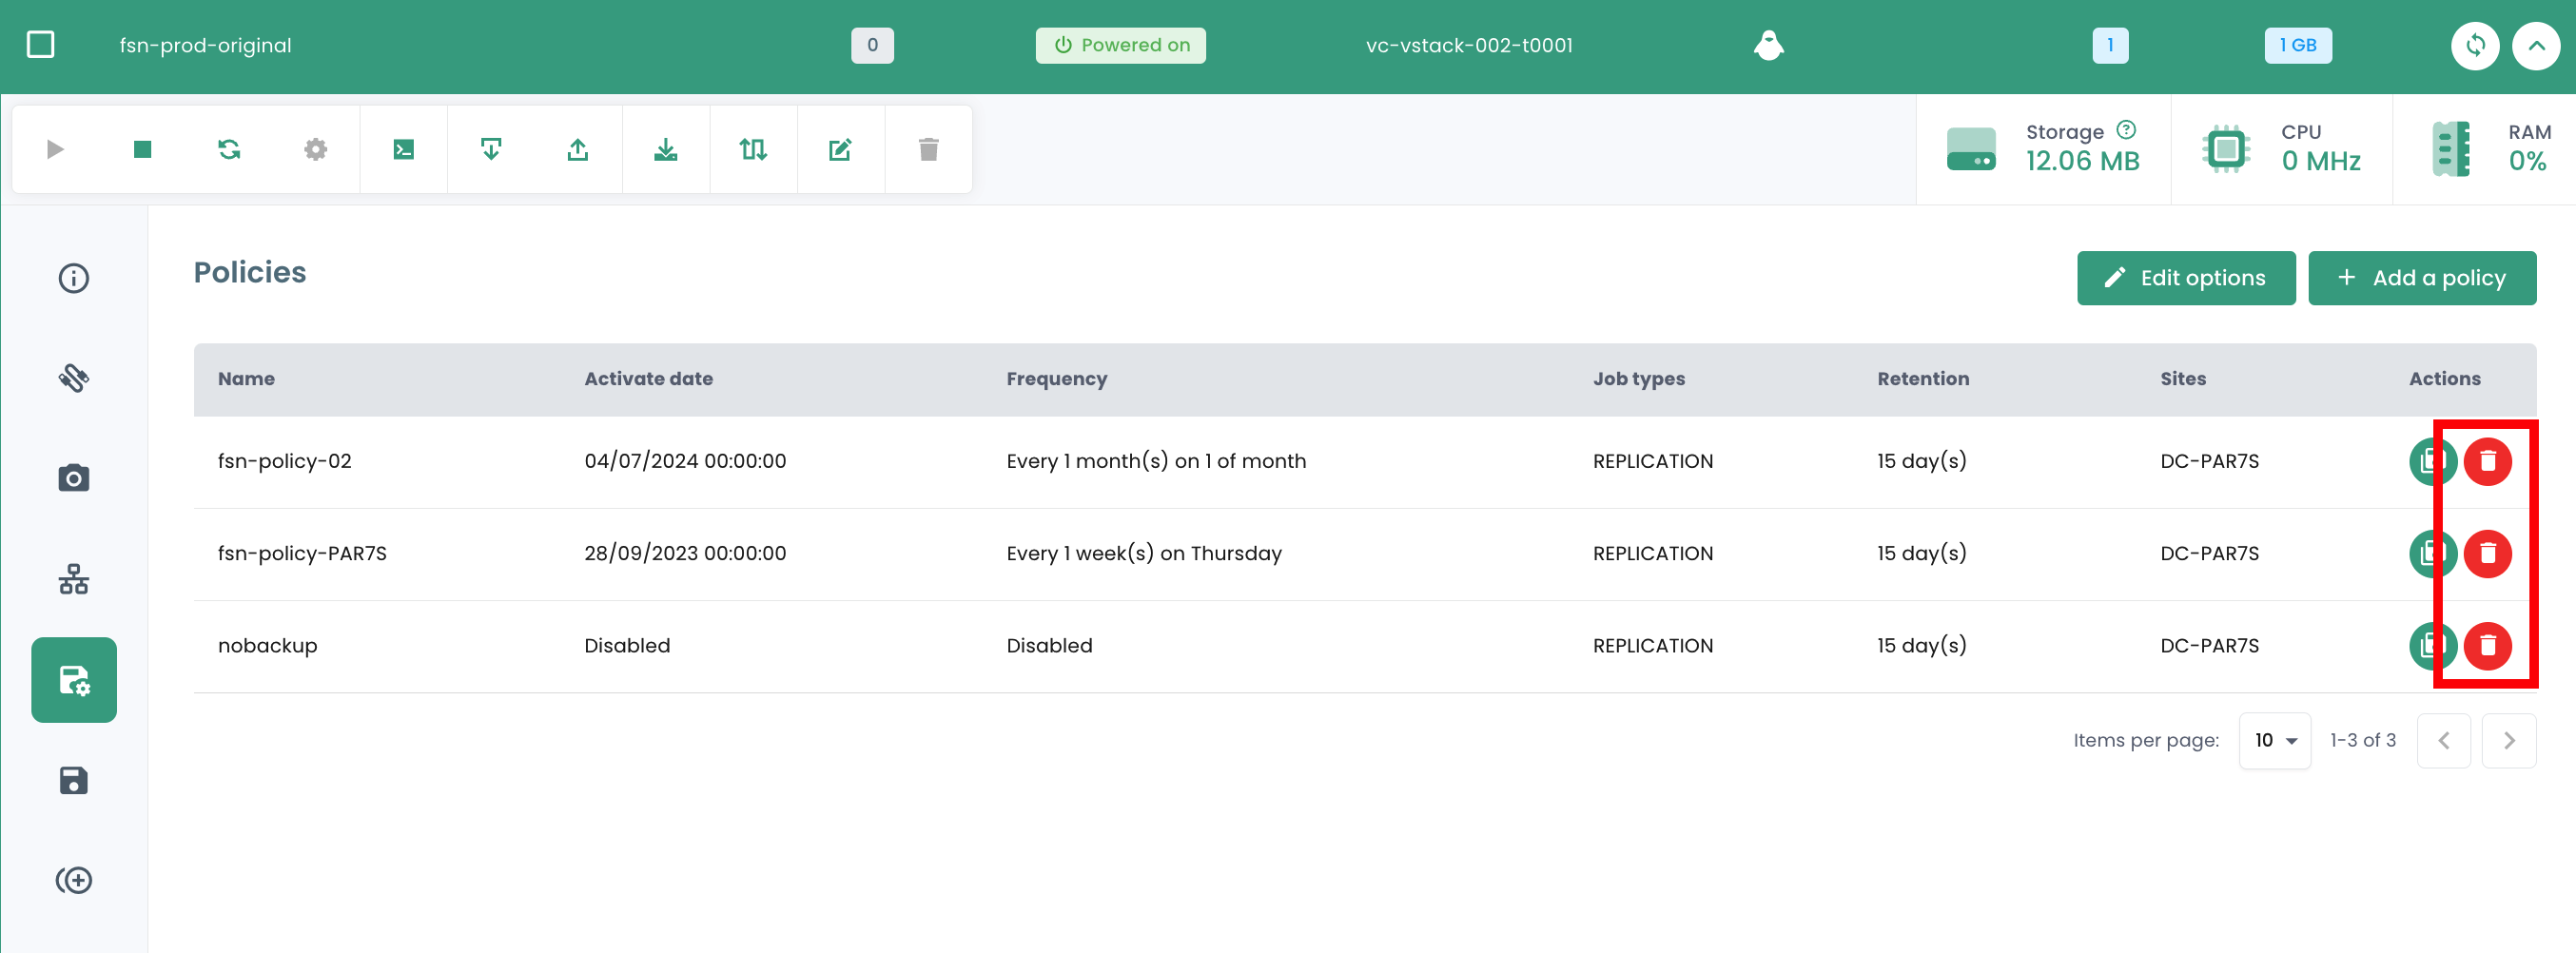 fsn-prod-original 0 Powered on vc-vstack-002-t0001 1 1 GB
Storage CPU RAM
12.06 MB 0 MHz 0%
Policies Edit options Add a policy
Name Activate date Frequency Job types Retention Sites Actions
fsn-policy-02 04/07/2024 00:00:00 Every 1 month(s) on 1 of month REPLICATION 15 day(s) DC-PAR7S
fsn-policy-PAR7S 28/09/2023 00:00:00 Every 1 week(s) on Thursday REPLICATION 15 day(s) DC-PAR7S
nobackup Disabled Disabled REPLICATION 15 day(s) DC-PAR7S
Items per page: 10 1-3 of 3